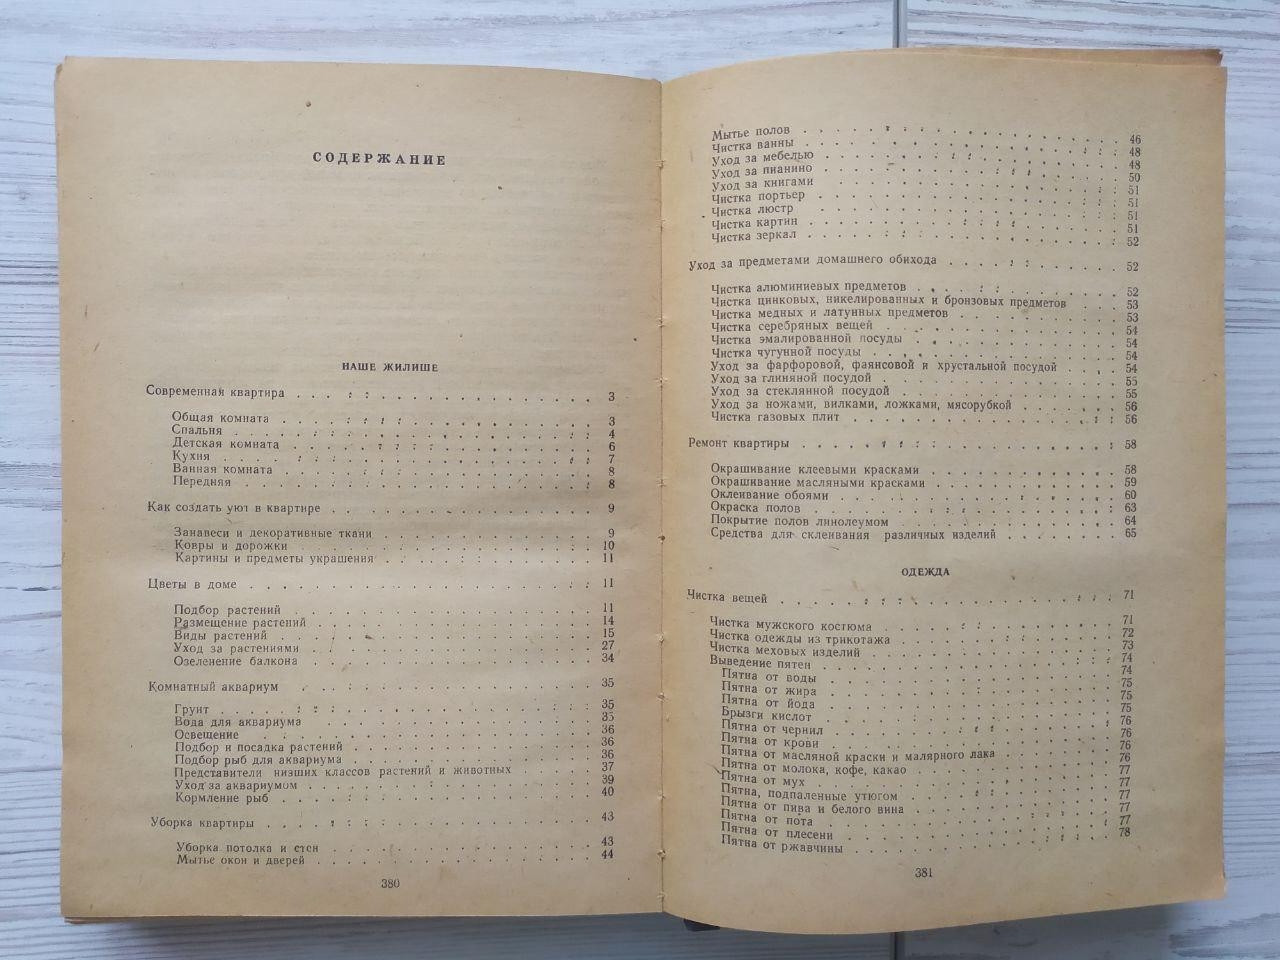 СОДЕРЖАНИЕ
НАШЕ ЖИЛИШЕ
Современная квартира . . . 3
Общая комната . . . 3
Спальня . . . 4
Детская комната . . . 6
Кухня . . . 7
Ванная комната . . . 8
Передняя . . . 8
Как создать уют в квартире . . . 9
Занавеси и декоративные ткани . . . 9
Ковры и дорожки . . . 10
Картины и предметы украшения . . . 11
Цветы в доме . . . 11
Подбор растений . . . 11
Размещение растений . . . 14
Виды растений . . . 15
Уход за растениями . . . 27
Озеленение балкона . . . 34
Комнатный аквариум . . . 35
Грунт . . . 35
Вода для аквариума . . . 35
Освещение . . . 36
Подбор и посадка растений . . . 36
Подбор рыб для аквариума . . . 36
Представители низших классов растений и животных . . . 37
Уход за аквариумом . . . 39
Кормление рыб . . . 40
Уборка квартиры . . . 43
Уборка потолка и стен . . . 43
Мытье окон и дверей . . . 44
380
Мытье полов . . . 46
Чистка ванны . . . 48
Уход за мебелью . . . 48
Уход за пианино . . . 50
Уход за книгами . . . 51
Чистка портьер . . . 51
Чистка люстр . . . 51
Чистка картин . . . 51
Чистка зеркал . . . 52
Уход за предметами домашнего обихода . . . 52
Чистка алюминиевых предметов . . . 52
Чистка цинковых, никелированных и бронзовых предметов . . . 53
Чистка медных и латунных предметов . . . 53
Чистка серебряных вещей . . . 54
Чистка эмалированной посуды . . . 54
Чистка чугунной посуды . . . 54
Уход за фарфоровой, фаянсовой и хрустальной посудой . . . 54
Уход за глиняной посудой . . . 55
Уход за стеклянной посудой . . . 55
Уход за ножами, вилками, ложками, мясорубкой . . . 56
Чистка газовых плит . . . 56
Ремонт квартиры . . . 58
Окрашивание клеевыми красками . . . 58
Окрашивание масляными красками . . . 59
Оклеивание обоями . . . 60
Окраска полов . . . 63
Покрытие полов линолеумом . . . 64
Средства для склеивания различных изделий . . . 65
ОДЕЖДА
Чистка вещей . . . 71
Чистка мужского костюма . . . 71
Чистка одежды из трикотажа . . . 72
Чистка меховых изделий . . . 73
Выведение пятен . . . 74
Пятна от воды . . . 74
Пятна от жира . . . 75
Пятна от йода . . . 75
Брызги кислот . . . 75
Пятна от чернил . . . 76
Пятна от крови . . . 76
Пятна от масляной краски и малярного лака . . . 76
Пятна от молока, кофе, какао . . . 76
Пятна от мух . . . 77
Пятна, подпаленные утюгом . . . 77
Пятна от пива и белого вина . . . 77
Пятна от пота . . . 77
Пятна от плесени . . . 77
Пятна от ржавчины . . . 78
381